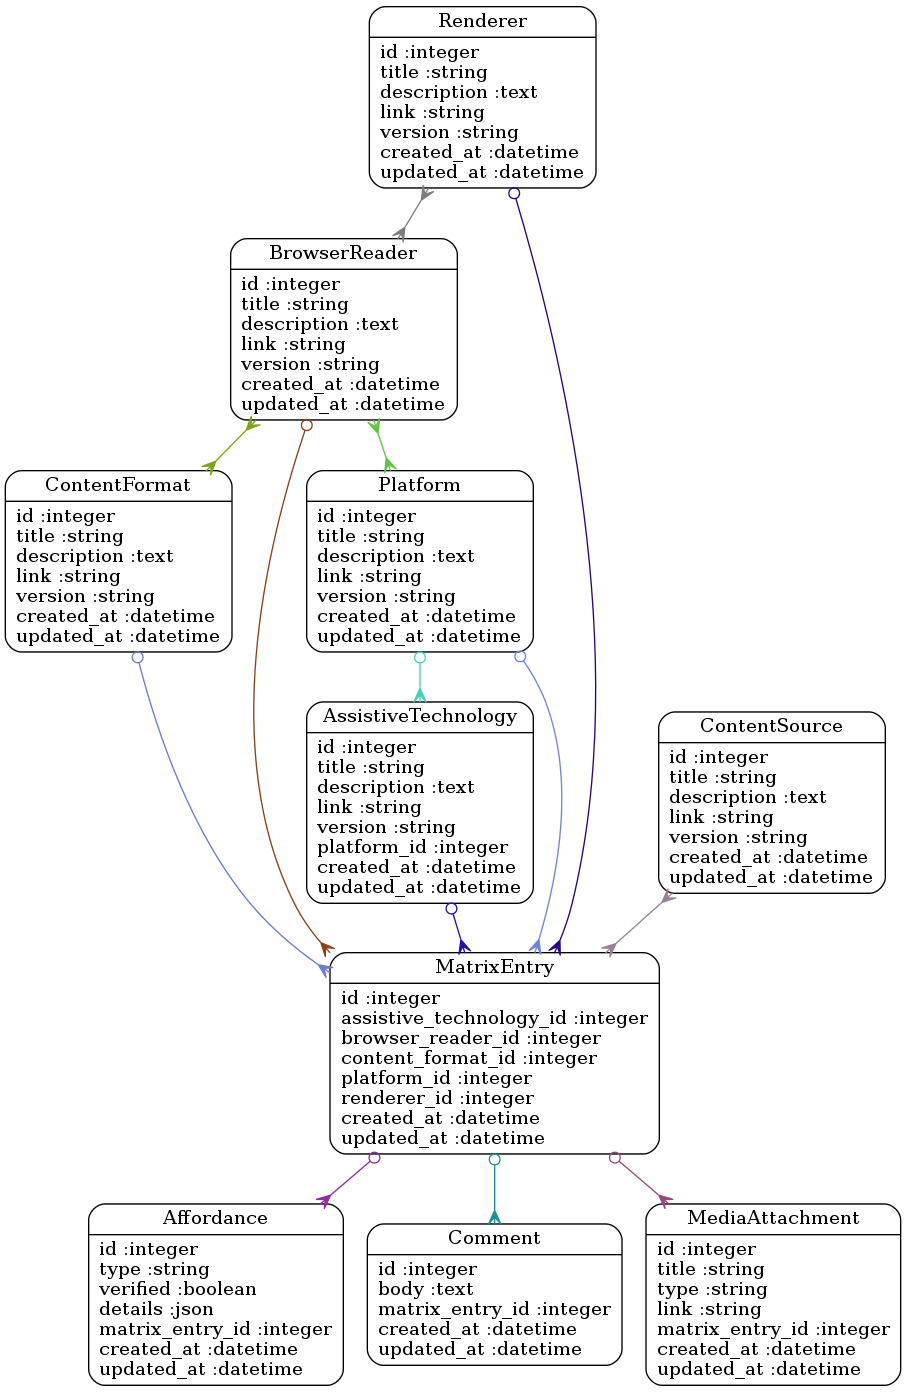 Renderer
id :integer
title :string
description :text
link :string
version :string
created_at :datetime
updated_at :datetime
BrowserReader
id :integer
title :string
description :text
link :string
version :string
created_at :datetime
updated_at :datetime
ContentFormat
id :integer
title :string
description :text
link :string
version :string
created_at :datetime
updated_at :datetime
Platform
id :integer
title :string
description :text
link :string
version :string
created_at :datetime
updated_at :datetime
AssistiveTechnology
id :integer
title :string
description :text
link :string
version :string
platform_id :integer
created_at :datetime
updated_at :datetime
ContentSource
id :integer
title :string
description :text
link :string
version :string
created_at :datetime
updated_at :datetime
MatrixEntry
id :integer
assistive_technology_id :integer
browser_reader_id :integer
content_format_id :integer
platform_id :integer
renderer_id :integer
created_at :datetime
updated_at :datetime
Affordance
id :integer
type :string
verified :boolean
details :json
matrix_entry_id :integer
created_at :datetime
updated_at :datetime
Comment
id :integer
body :text
matrix_entry_id :integer
created_at :datetime
updated_at :datetime
MediaAttachment
id :integer
title :string
type :string
link :string
matrix_entry_id :integer
created_at :datetime
updated_at :datetime